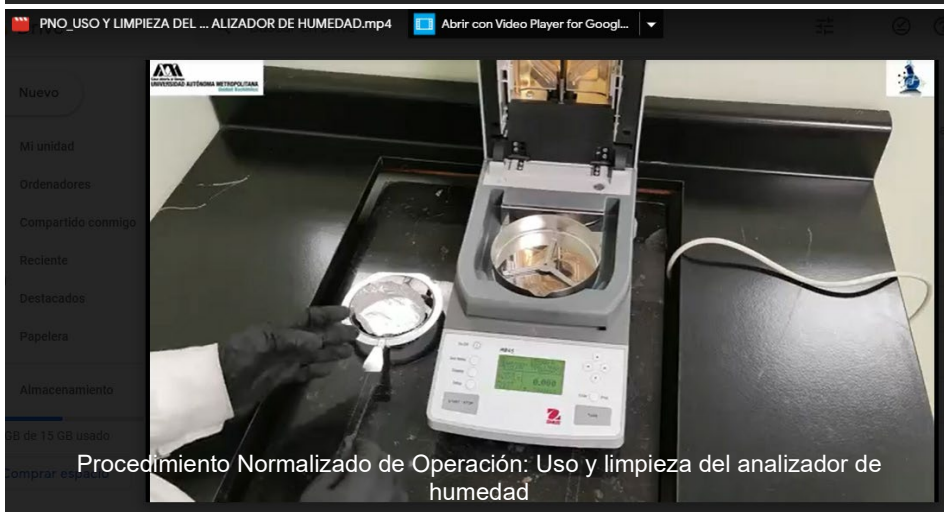 PNO_USO Y LIMPIEZA DEL ... ALIZADOR DE HUMEDAD.mp4
Abrir con Video Player for Googl...
Nuevo
Mi unidad
Ordenadores
Compartido conmigo
Reciente
Destacados
Papelera
Almacenamiento
GB de 15 GB usado
Comprar espacio
UNIVERSIDAD AUTÓNOMA METROPOLITANA
0.000
OHAUS
Procedimiento Normalizado de Operación: Uso y limpieza del analizador de
humedad